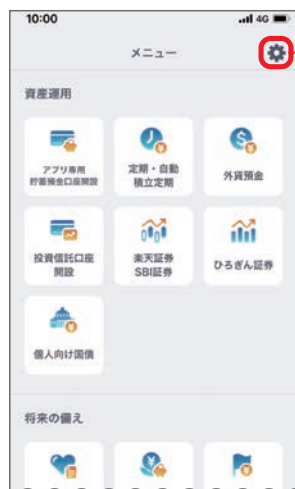 10:00
4G
メニュー
資産運用
アプリ専用
貯蓄預金口座開設
定期・自動
積立定期
外貨預金
投資信託口座
開設
楽天証券
SBI証券
ひろぎん証券
個人向け国債
将来の備え